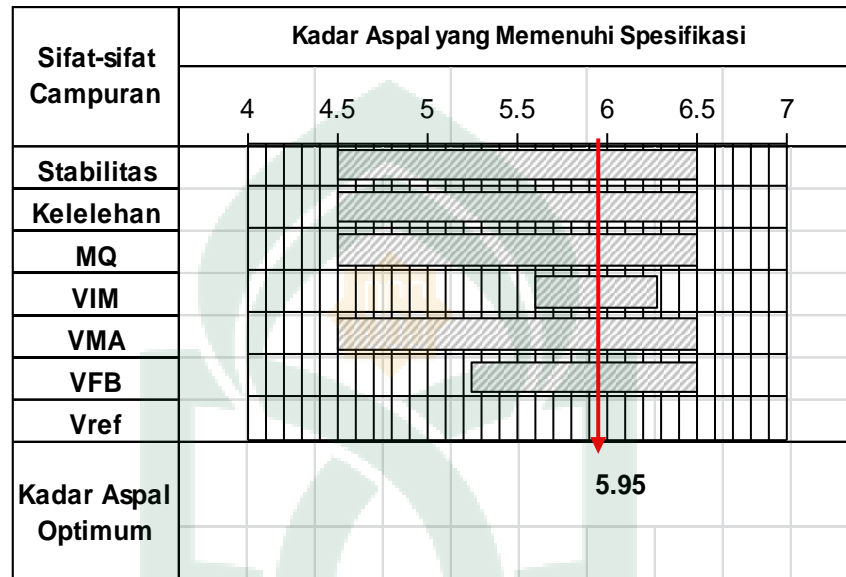 Sifat-sifat
Campuran
Kadar Aspal yang Memenuhi Spesifikasi
4 4.5 5 5.5 6 6.5 7
Stabilitas
Kelelehan
MQ
VIM
VMA
VFB
Vref
Kadar Aspal
Optimum
5.95